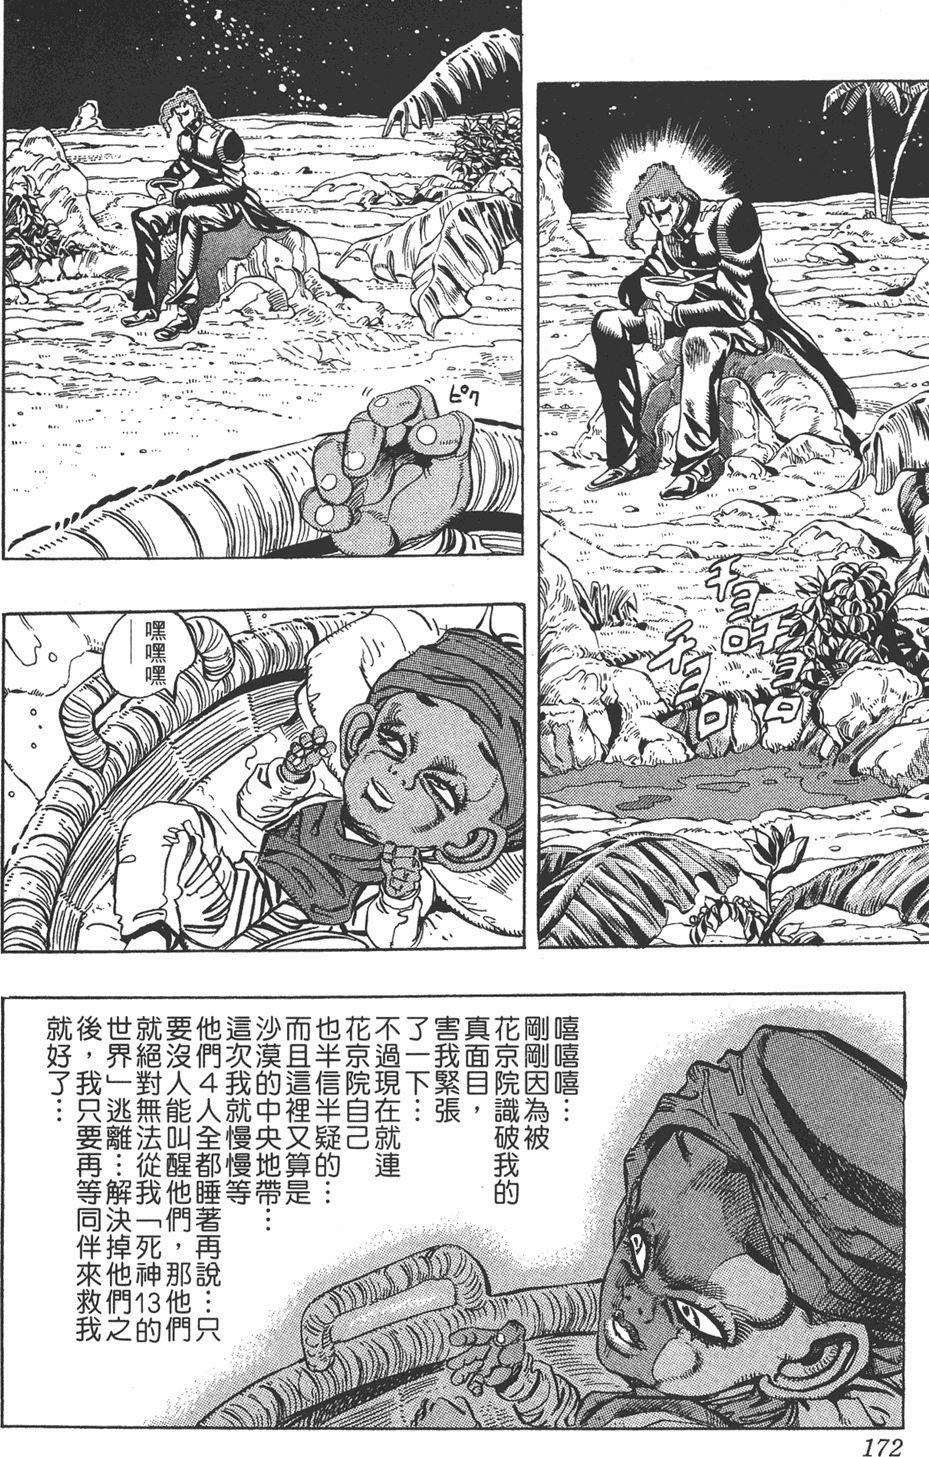 チョロ
チョロ
ピク
嘿嘿嘿
──
嘻嘻嘻…
剛剛因為被
花京院識破我的
真面目，
害我緊張
了一下…
不過現在就連
花京院自己
也半信半疑的…
而且這裡又算是
沙漠的中央地帶…
這次我就慢慢等
他們４人全都睡著再說…只
要沒人能叫醒他們，那他們
就絕對無法從我「死神13的
世界」逃離…解決掉他們之
後，我只要再等同伴來救我
就好了…
172